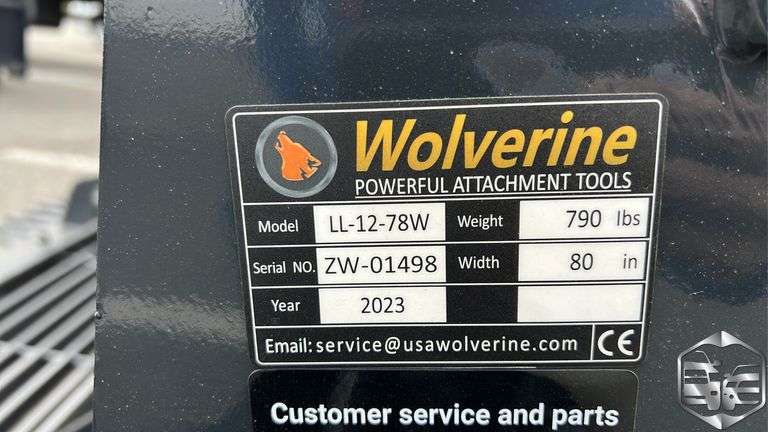 Wolverine
POWERFUL ATTACHMENT TOOLS
Model LL-12-78W Weight 790 lbs
Serial NO. ZW-01498 Width 80 in
Year 2023
Email: service@usawolverine.com CE
Customer service and parts